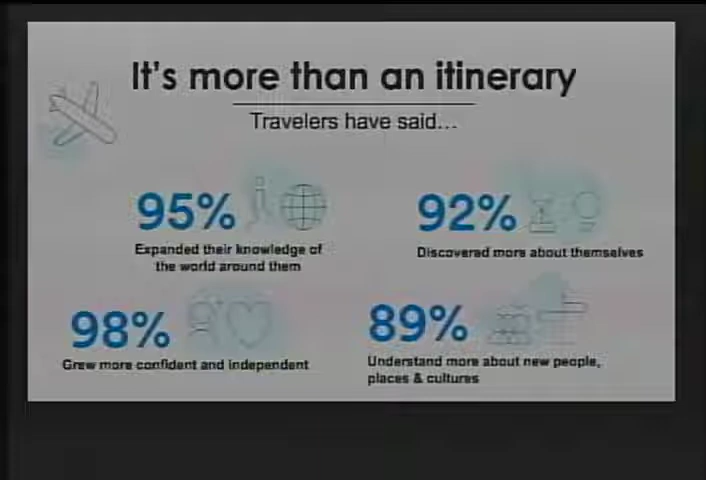 It's more than an itinerary
Travelers have said...
95%
Expanded their knowledge of
the world around them
92%
Discovered more about themselves
98%
Grew more confident and independent
89%
Understand more about new people,
places & cultures